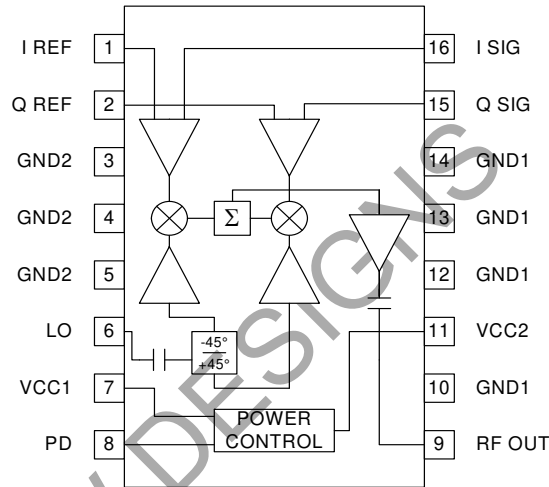 I REF 1 16 I SIG
Q REF 2 15 Q SIG
GND2 3 14 GND1
GND2 4 Σ 13 GND1
GND2 5 12 GND1
LO 6 -45° 11 VCC2
+45°
VCC1 7 10 GND1
POWER
CONTROL
PD 8 9 RF OUT
DESIGNS